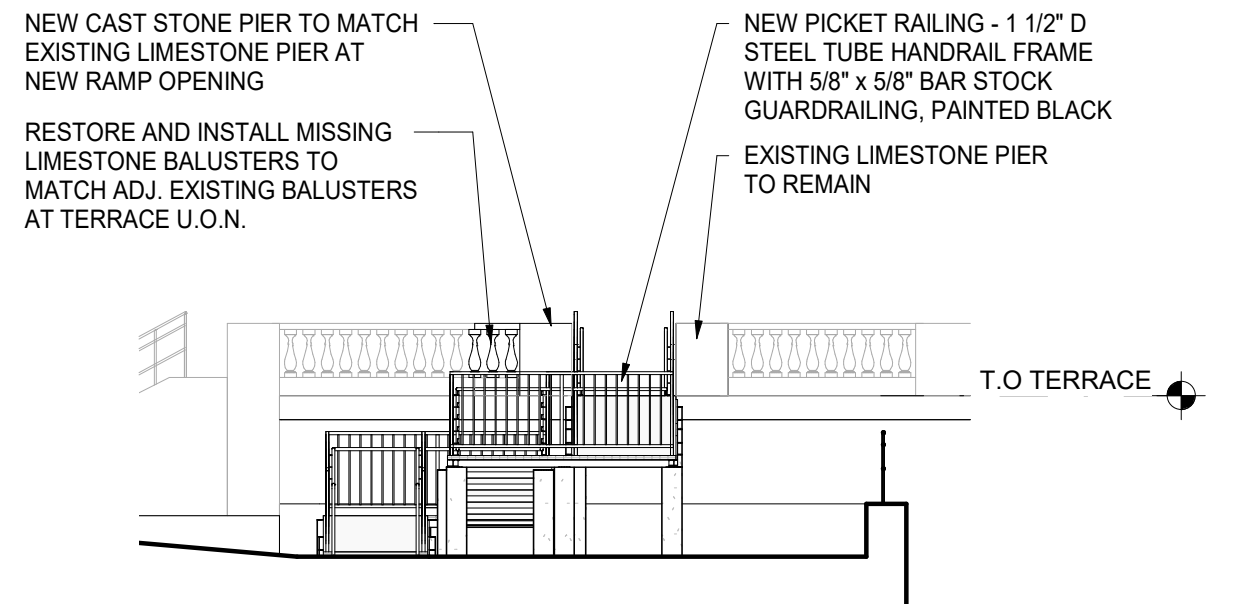 NEW CAST STONE PIER TO MATCH
EXISTING LIMESTONE PIER AT
NEW RAMP OPENING
RESTORE AND INSTALL MISSING
LIMESTONE BALUSTERS TO
MATCH ADJ. EXISTING BALUSTERS
AT TERRACE U.O.N.
NEW PICKET RAILING - 1 1/2" D
STEEL TUBE HANDRAIL FRAME
WITH 5/8" x 5/8" BAR STOCK
GUARDRAILING, PAINTED BLACK
EXISTING LIMESTONE PIER
TO REMAIN
T.O TERRACE